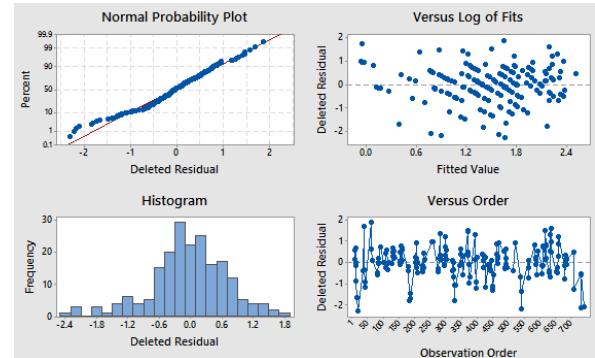 Normal Probability Plot
99.9
99
90
50
10
1
0.1
Percent
-2 -1 0 1 2
Deleted Residual
Versus Log of Fits
2
1
0
-1
-2
Deleted Residual
0.0 0.6 1.2 1.8 2.4
Fitted Value
Histogram
30
20
10
0
Frequency
-2.4 -1.8 -1.2 -0.6 0.0 0.6 1.2 1.8
Deleted Residual
Versus Order
2
1
0
-1
-2
Deleted Residual
1 50 100 150 200 250 300 350 400 450 500 550 600 650 700
Observation Order